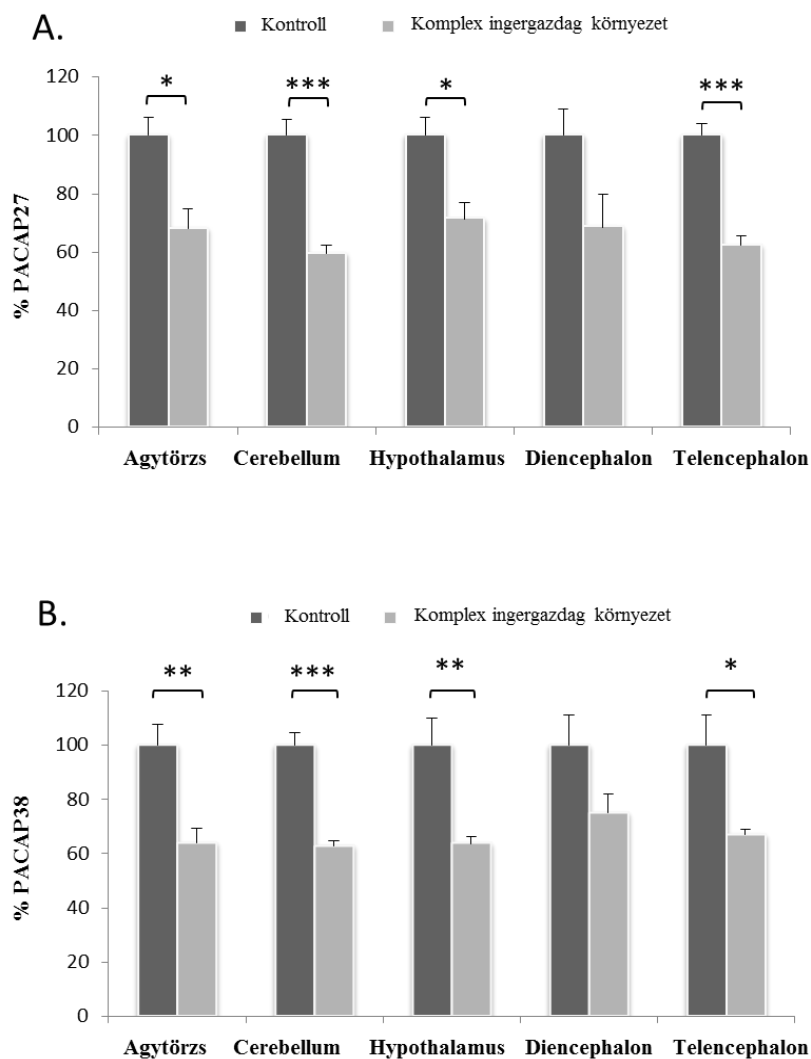 A.
Kontroll Komplex ingergazdag környezet
% PACAP27
120
100
80
60
40
20
0
* *** * ***
Agytörzs Cerebellum Hypothalamus Diencephalon Telencephalon
B.
Kontroll Komplex ingergazdag környezet
% PACAP38
120
100
80
60
40
20
0
** *** ** *
Agytörzs Cerebellum Hypothalamus Diencephalon Telencephalon